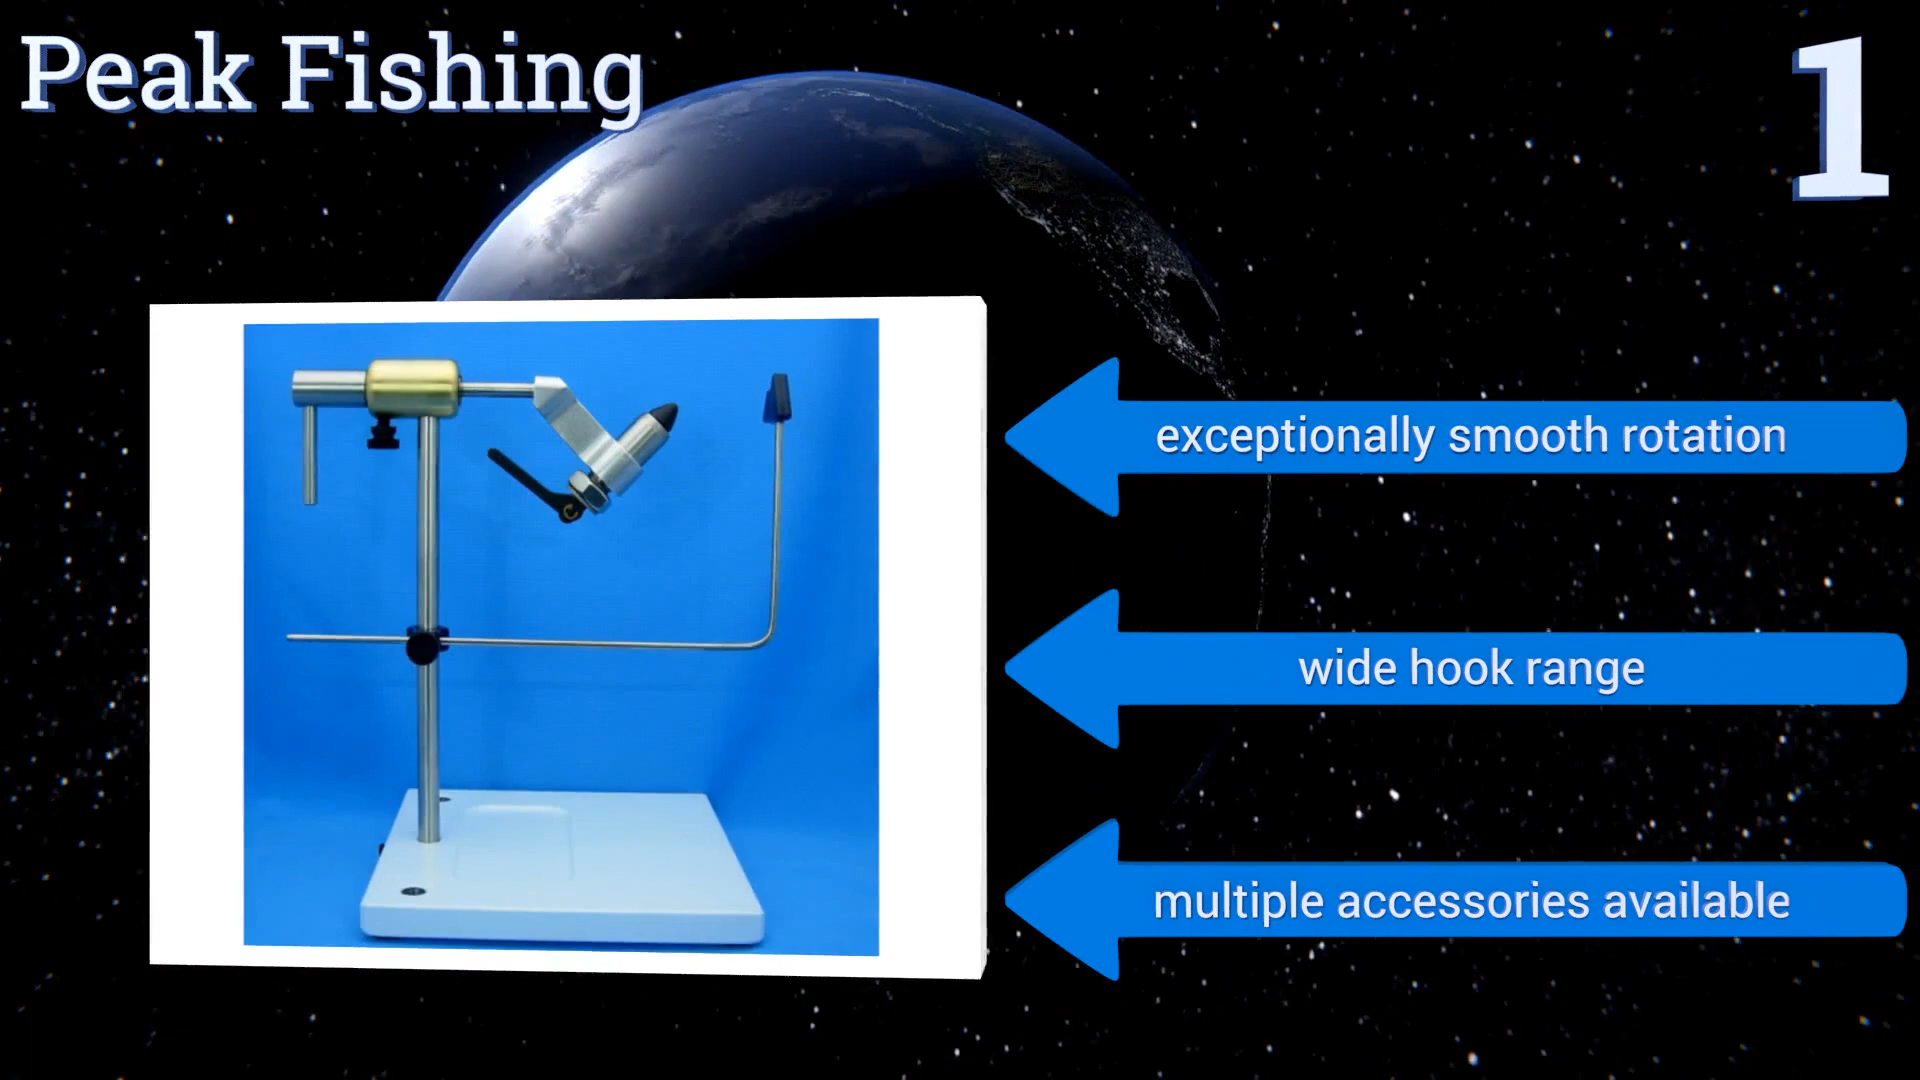 Peak Fishing
1
exceptionally smooth rotation
wide hook range
multiple accessories available